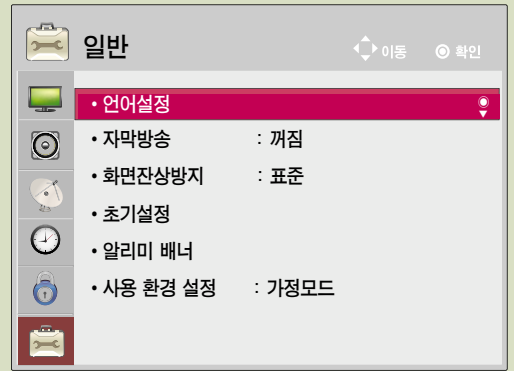 일반 이동 확인
• 언어설정
• 자막방송 : 꺼짐
• 화면잔상방지 : 표준
• 초기설정
• 알리미 배너
• 사용 환경 설정 : 가정모드